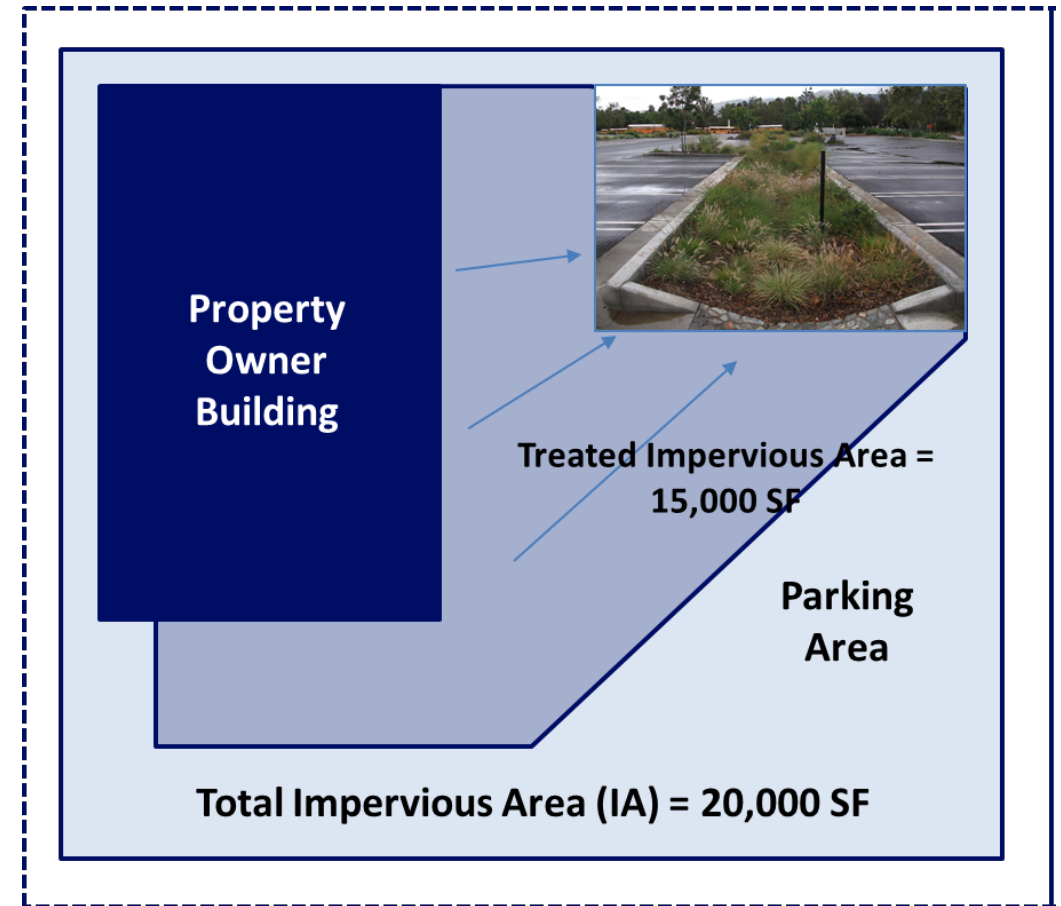 Property
Owner
Building
Treated Impervious Area =
15,000 SF
Parking
Area
Total Impervious Area (IA) = 20,000 SF